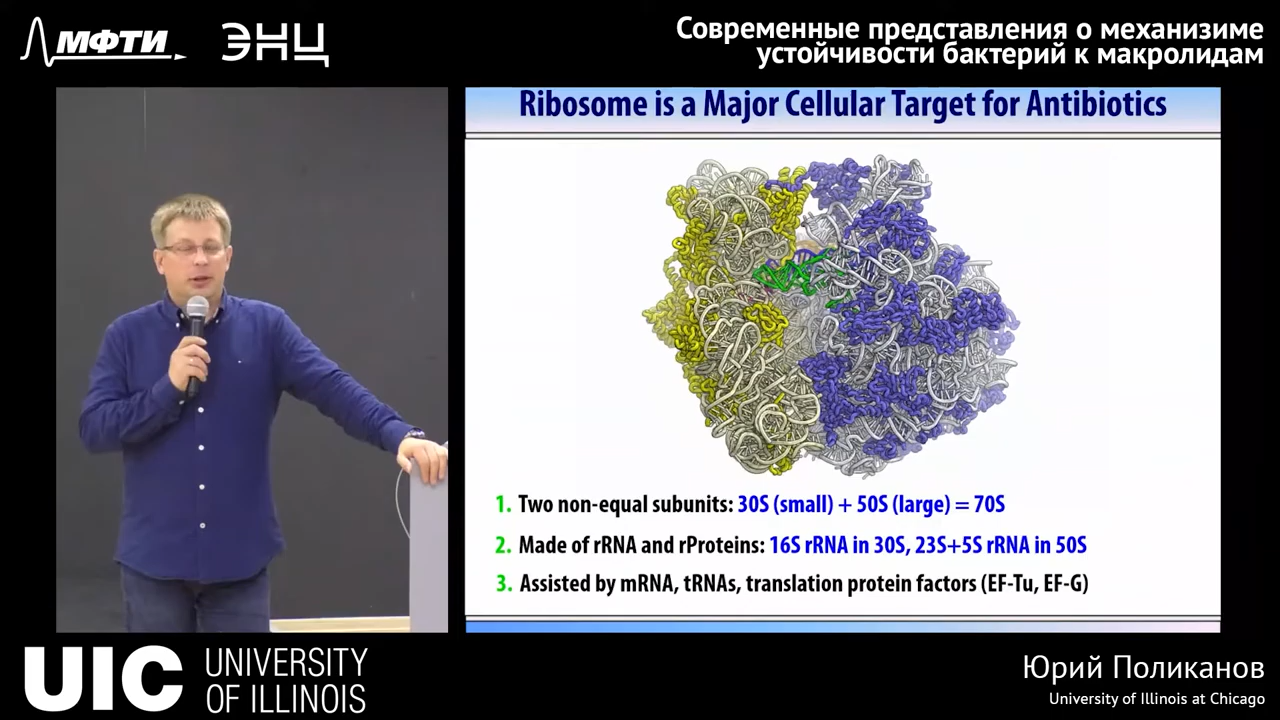 МФТИ
ЭНЦ
Современные представления о механизиме
устойчивости бактерий к макролидам
Ribosome is a Major Cellular Target for Antibiotics
1. Two non-equal subunits: 30S (small) + 50S (large) = 70S
2. Made of rRNA and rProteins: 16S rRNA in 30S, 23S+5S rRNA in 50S
3. Assisted by mRNA, tRNAs, translation protein factors (EF-Tu, EF-G)
UIC UNIVERSITY
OF ILLINOIS
Юрий Поликанов
University of Illinois at Chicago